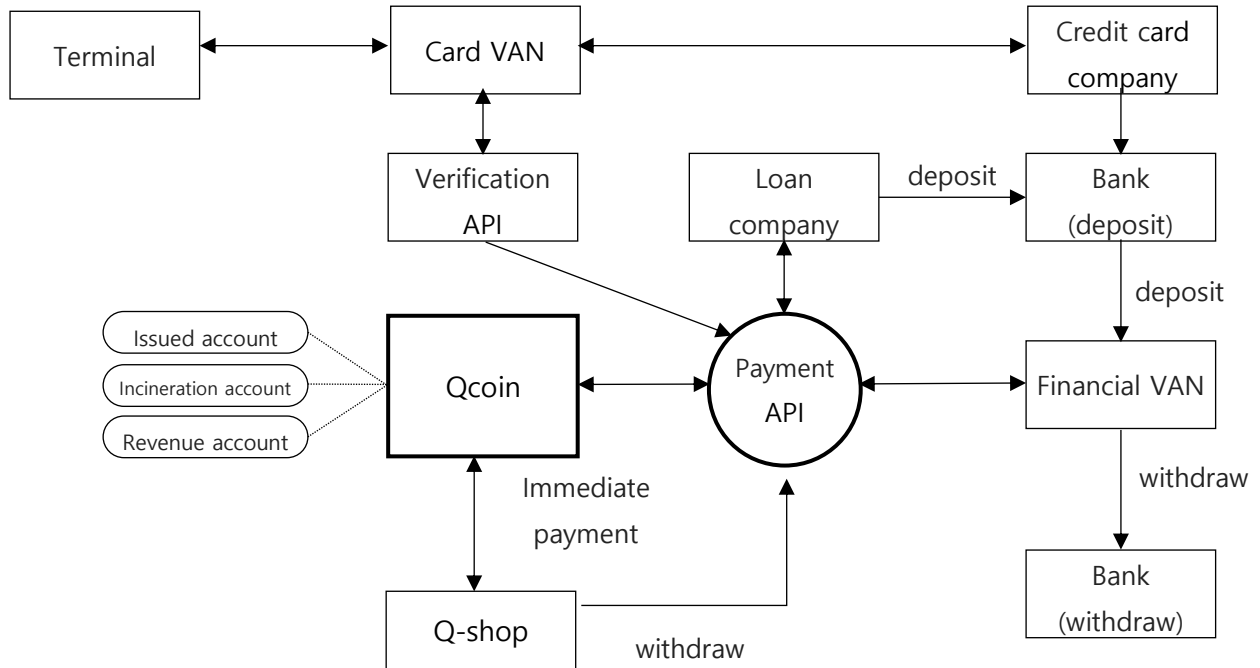 Terminal
Card VAN
Credit card
company
Verification
API
Loan
company
deposit
Bank
(deposit)
deposit
Issued account
Incineration account
Revenue account
Qcoin
Payment
API
Financial VAN
Immediate
payment
withdraw
Q-shop
withdraw
Bank
(withdraw)